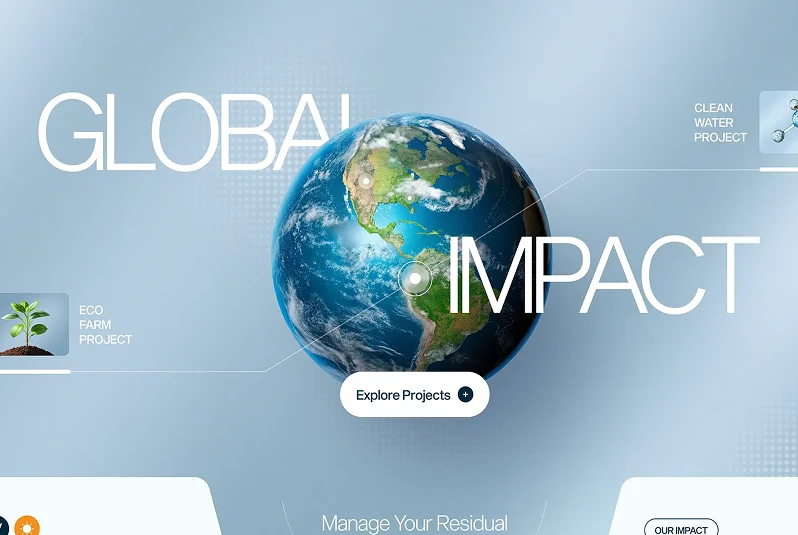 GLOBAL
CLEAN
WATER
PROJECT
IMPACT
ECO
FARM
PROJECT
Explore Projects
Manage Your Residual
OUR IMPACT